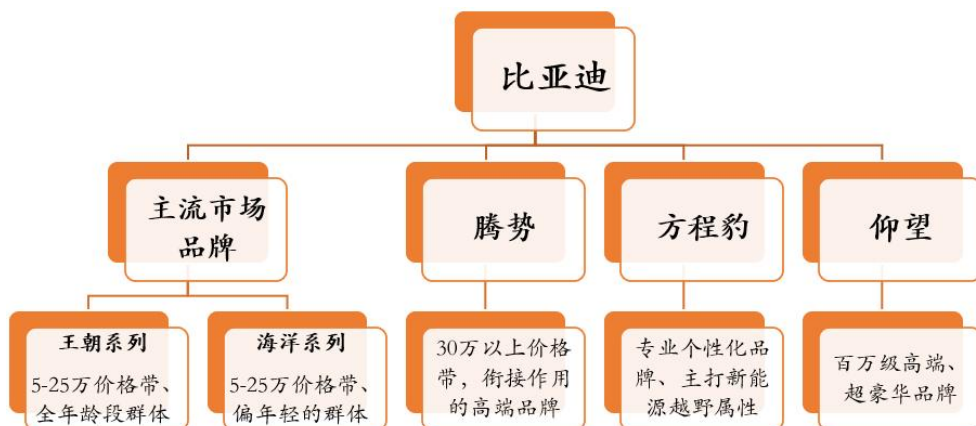 比亚迪
主流市场
品牌
腾势
方程豹
仰望
王朝系列
5-25万价格带、
全年龄段群体
海洋系列
5-25万价格带、
偏年轻的群体
30万以上价格
带，衔接作用
的高端品牌
专业个性化品
牌、主打新能
源越野属性
百万级高端、
超豪华品牌